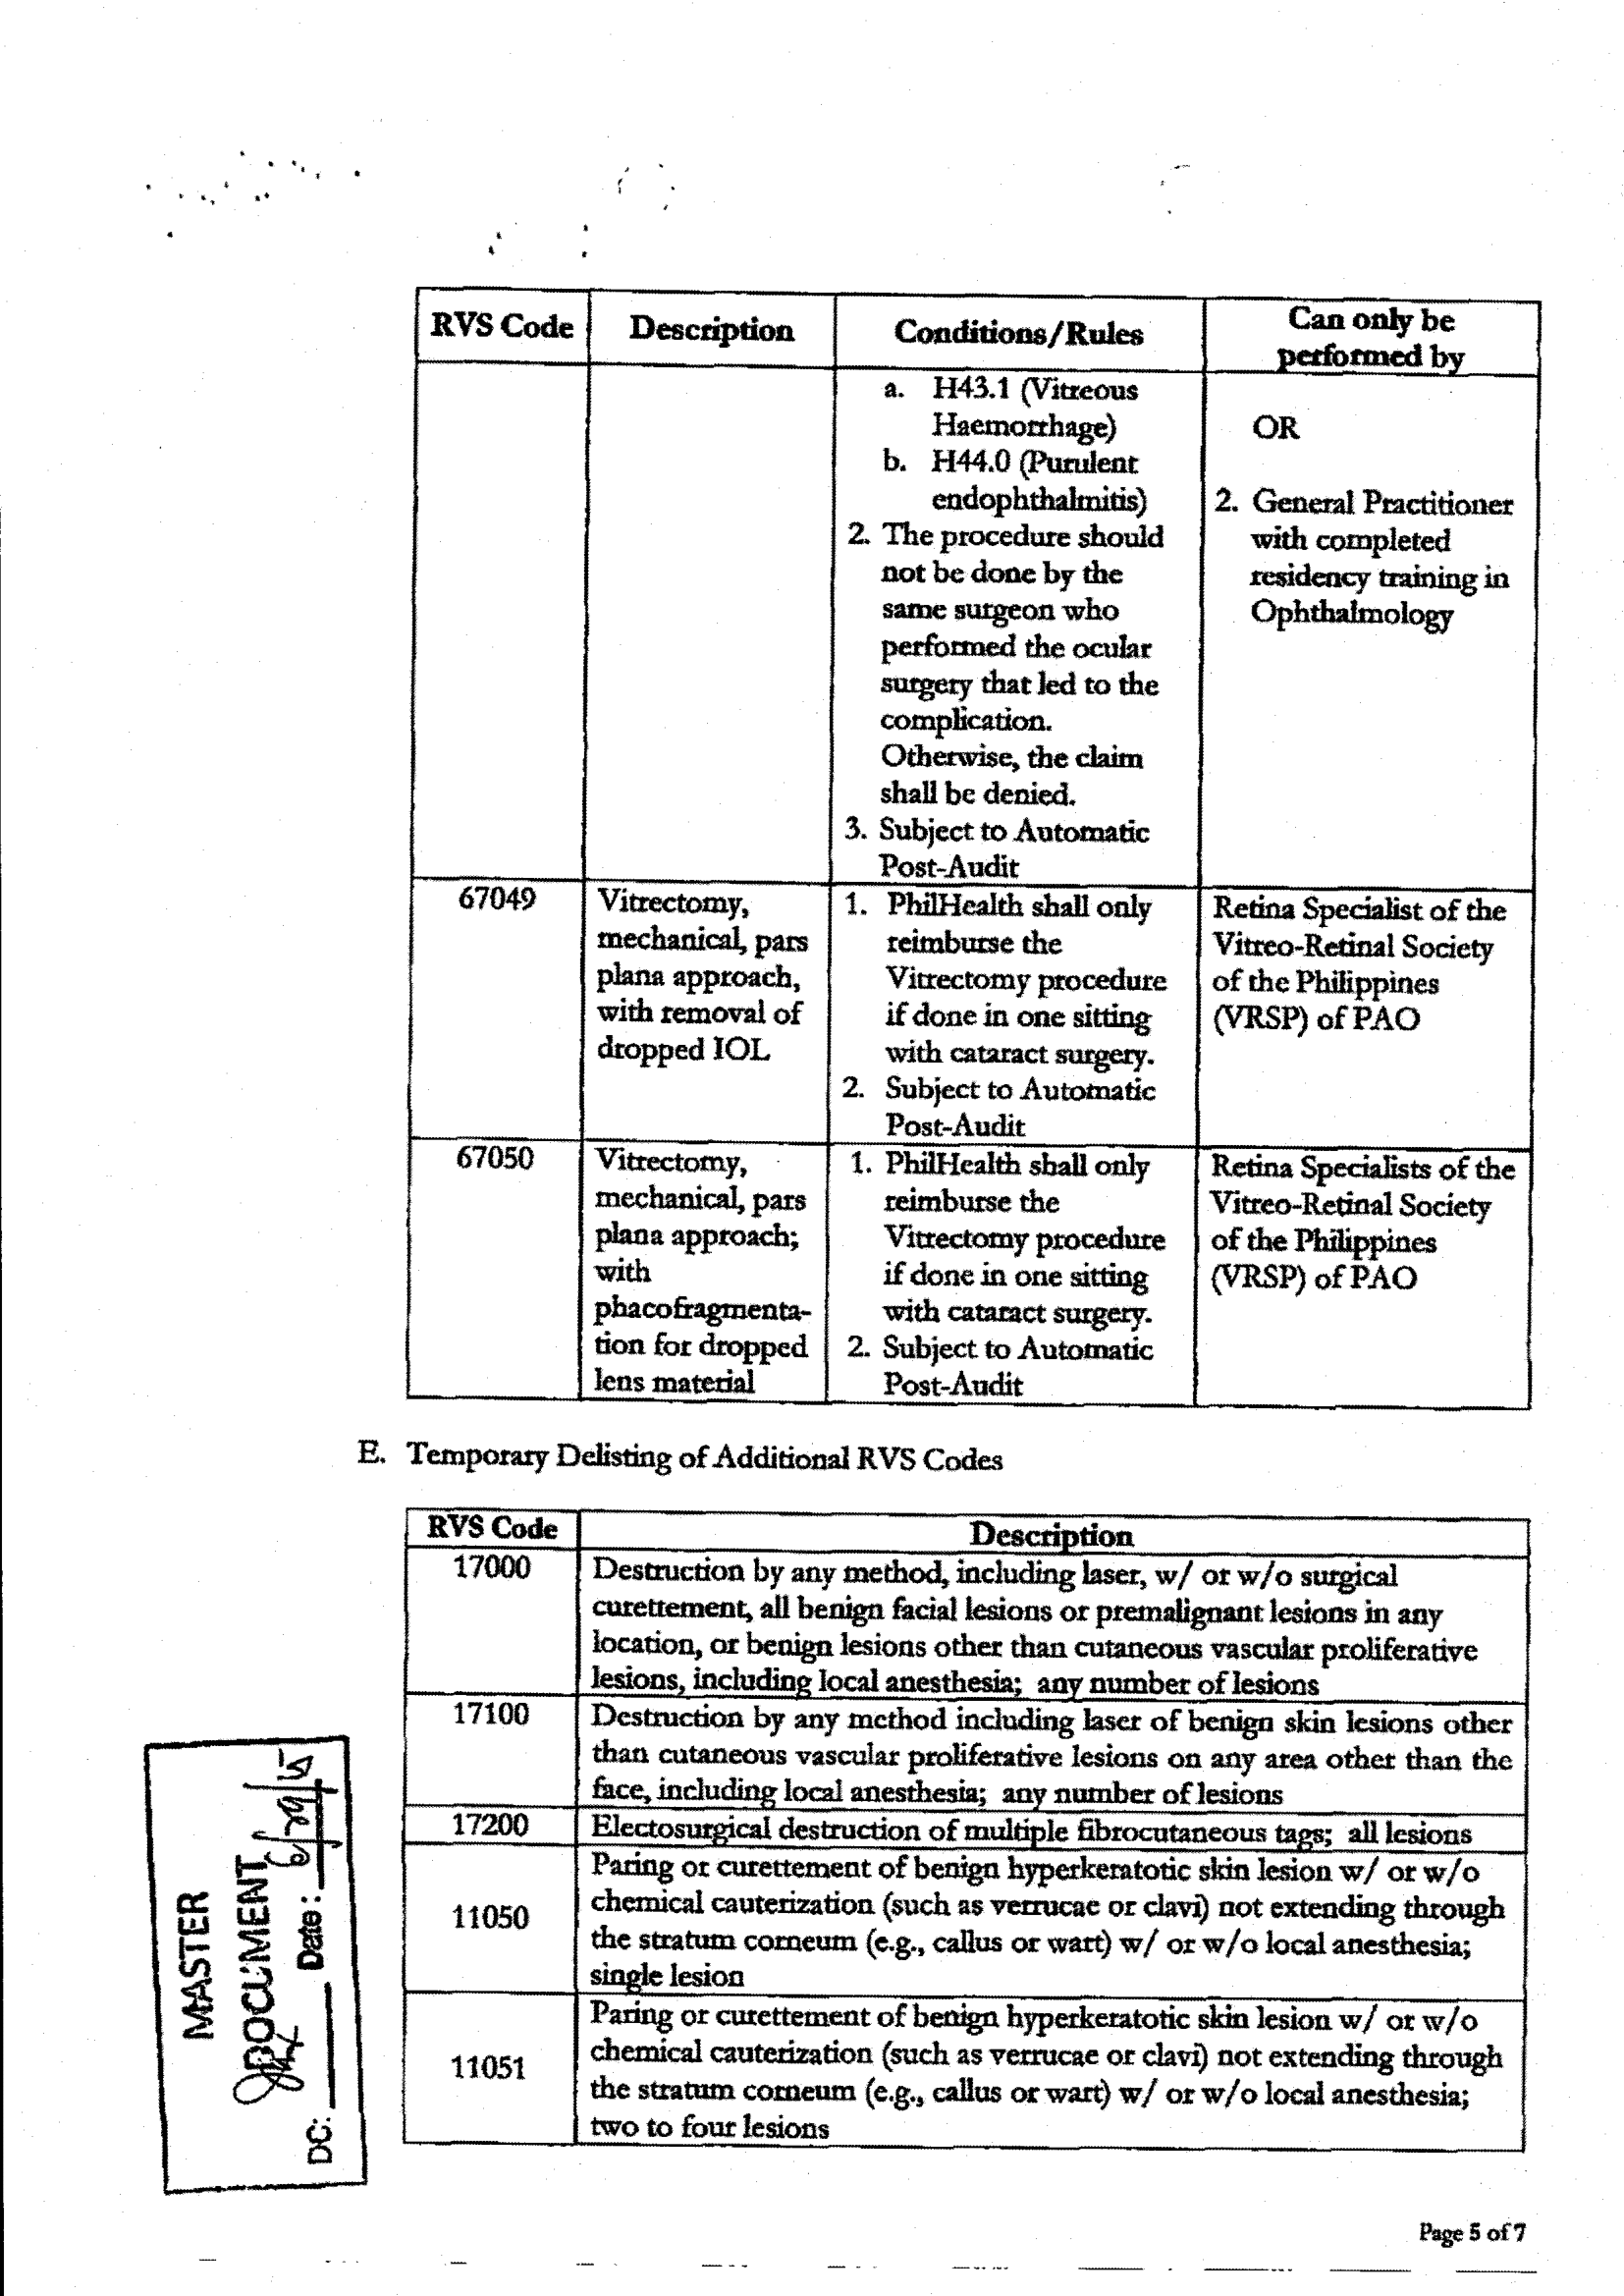 RVS Code
Description
Conditions/Rules
Can only be
performed by
a. H43.1 (Vitreous
Haemorrhage)
b. H44.0 (Purulent
endophthalmitis)
2. The procedure should
not be done by the
same surgeon who
performed the ocular
surgery that led to the
complication.
Otherwise, the claim
shall be denied.
3. Subject to Automatic
Post-Audit
OR
2. General Practitioner
with completed
residency training in
Ophthalmology
67049
Vitrectomy,
mechanical, pars
plana approach,
with removal of
dropped IOL
1. PhilHealth shall only
reimburse the
Vitrectomy procedure
if done in one sitting
with cataract surgery.
2. Subject to Automatic
Post-Audit
Retina Specialist of the
Vitreo-Retinal Society
of the Philippines
(VRSP) of PAO
67050
Vitrectomy,
mechanical, pars
plana approach;
with
phacofragmenta-
tion for dropped
lens material
1. PhilHealth shall only
reimburse the
Vitrectomy procedure
if done in one sitting
with cataract surgery.
2. Subject to Automatic
Post-Audit
Retina Specialists of the
Vitreo-Retinal Society
of the Philippines
(VRSP) of PAO
E. Temporary Delisting of Additional RVS Codes
RVS Code
Description
17000
Destruction by any method, including laser, w/ or w/o surgical
curettement, all benign facial lesions or premalignant lesions in any
location, or benign lesions other than cutaneous vascular proliferative
lesions, including local anesthesia; any number of lesions
17100
Destruction by any method including laser of benign skin lesions other
than cutaneous vascular proliferative lesions on any area other than the
face, including local anesthesia; any number of lesions
17200
Electosurgical destruction of multiple fibrocutaneous tags; all lesions
11050
Paring or curettement of benign hyperkeratotic skin lesion w/ or w/o
chemical cauterization (such as verrucae or clavi) not extending through
the stratum corneum (e.g., callus or wart) w/ or w/o local anesthesia;
single lesion
11051
Paring or curettement of benign hyperkeratotic skin lesion w/ or w/o
chemical cauterization (such as verrucae or clavi) not extending through
the stratum corneum (e.g., callus or wart) w/ or w/o local anesthesia;
two to four lesions
MASTER
DOCUMENT
DC: Date: 6/29/15
Page 5 of 7